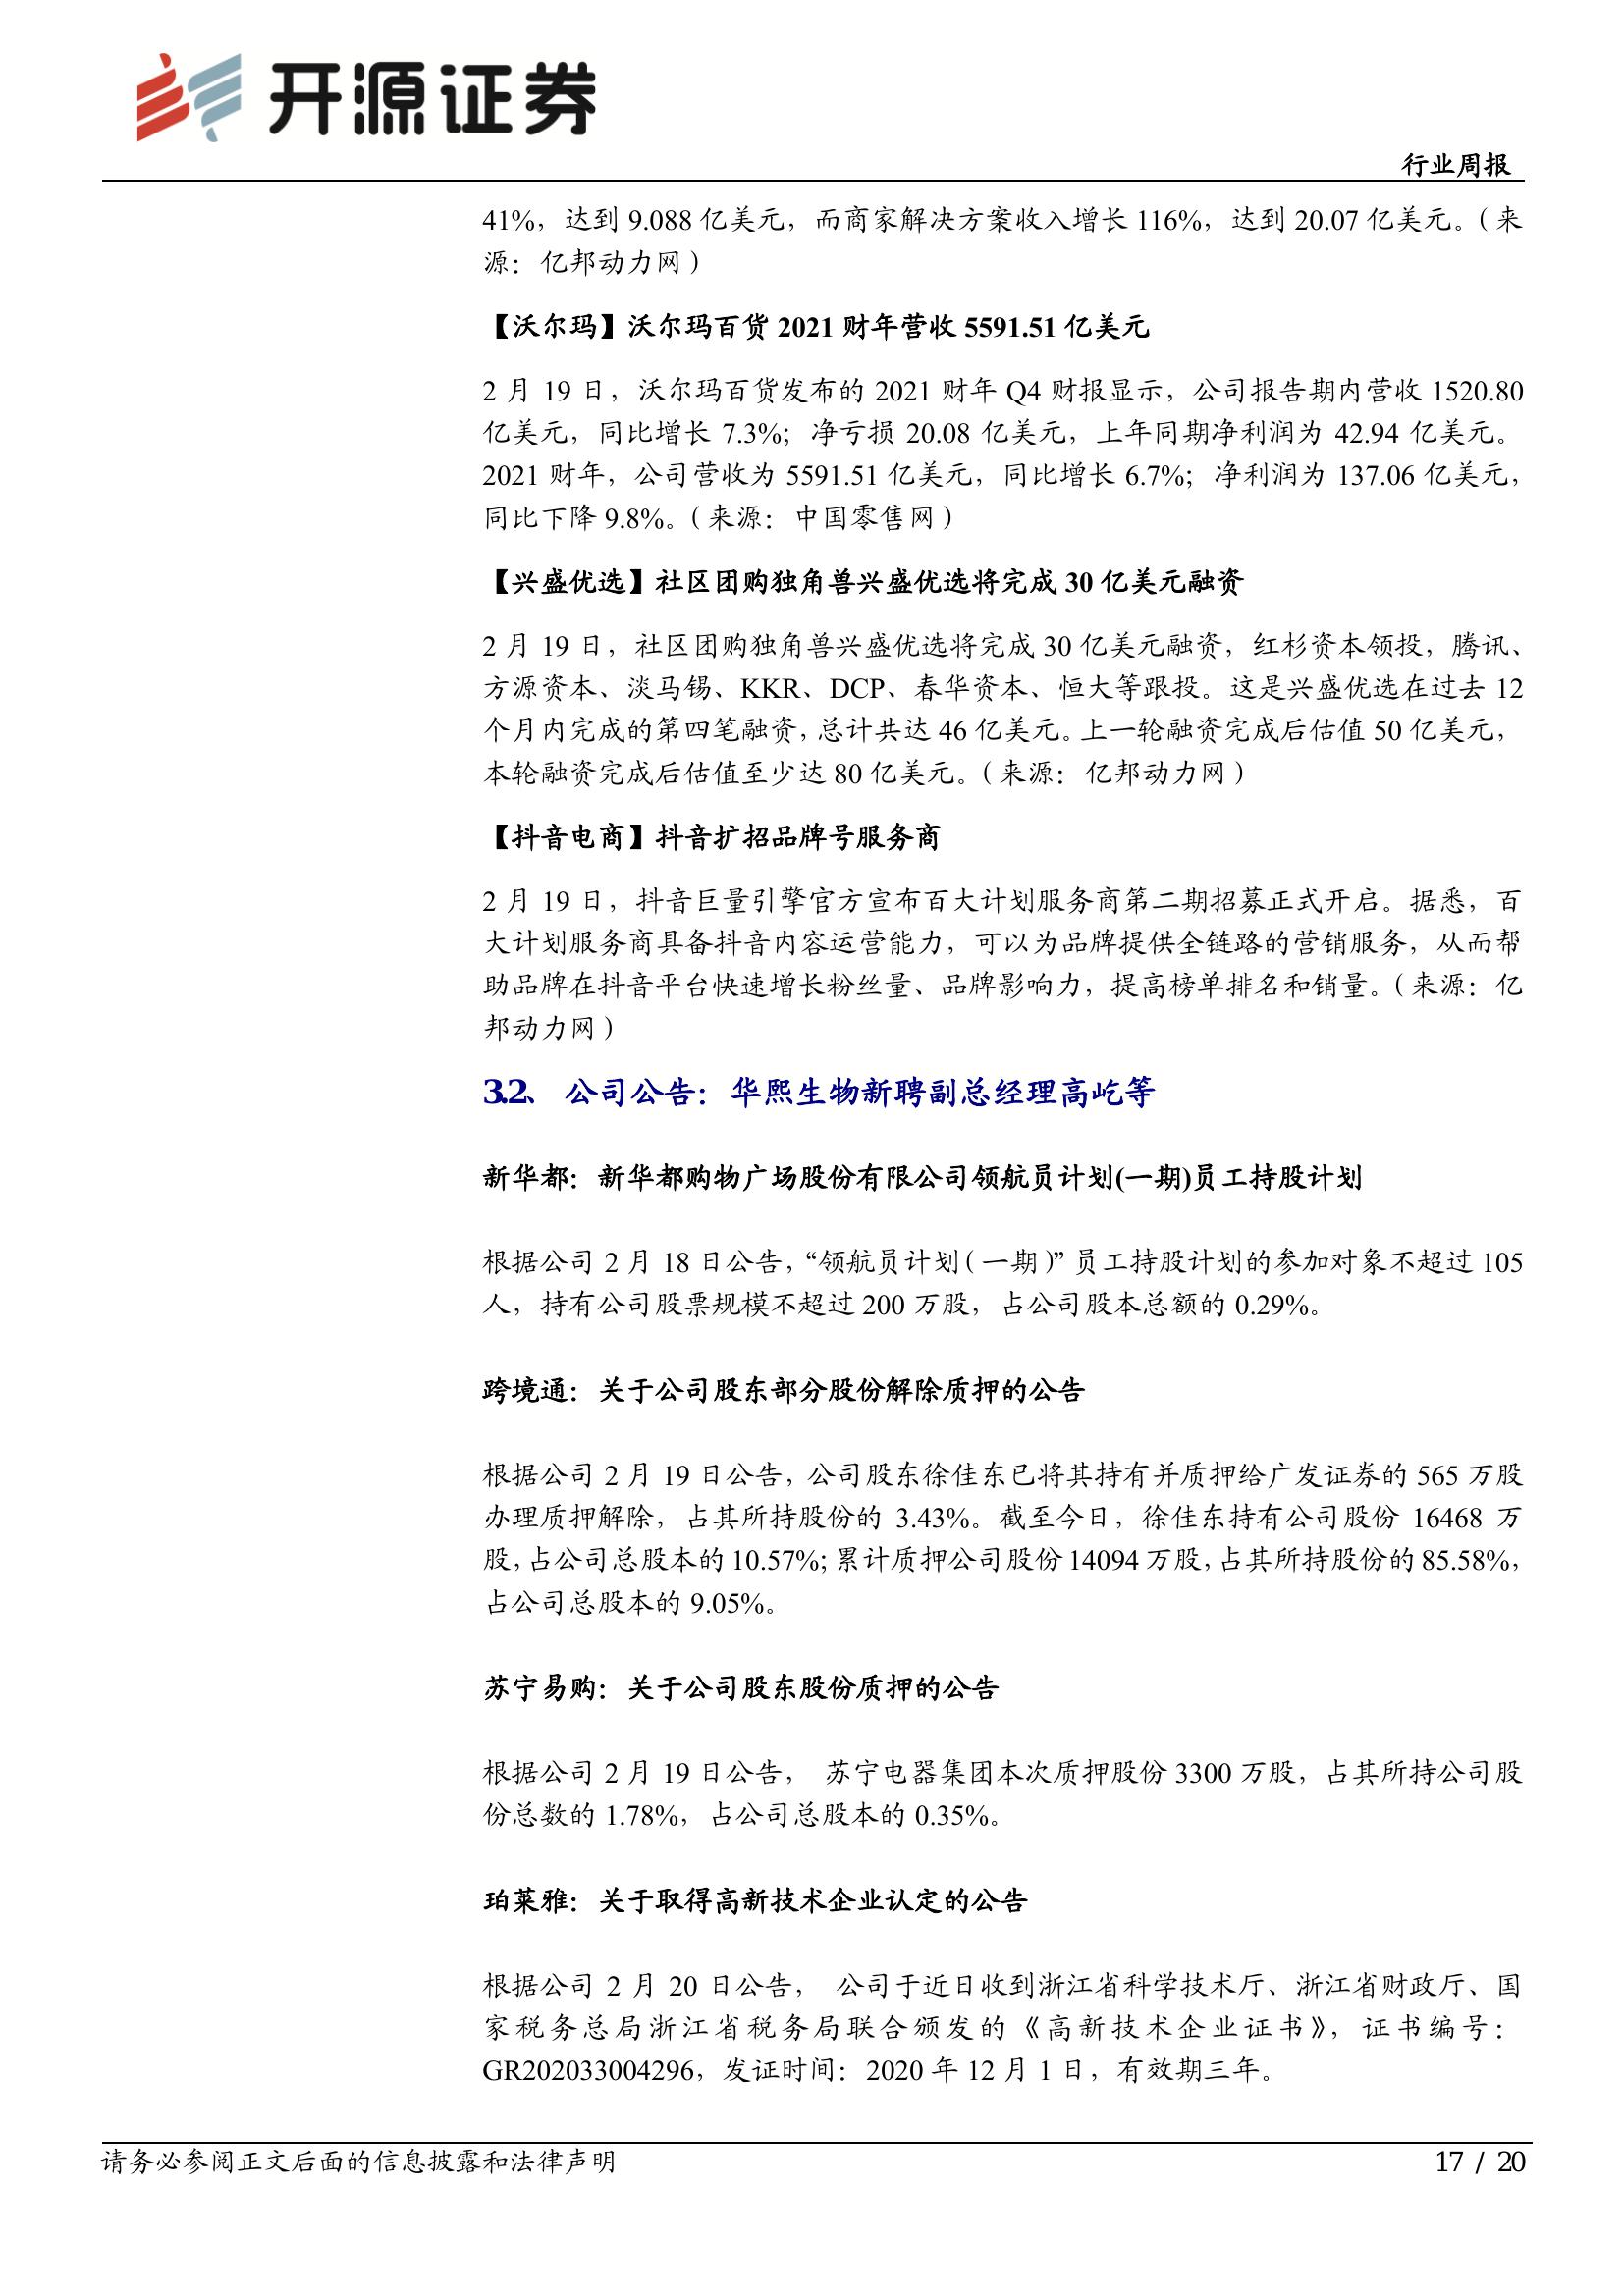 开源证券
行业周报
41%，达到 9.088 亿美元，而商家解决方案收入增长 116%，达到 20.07 亿美元。（来
源：亿邦动力网）
【沃尔玛】沃尔玛百货 2021 财年营收 5591.51 亿美元
2 月 19 日，沃尔玛百货发布的 2021 财年 Q4 财报显示，公司报告期内营收 1520.80
亿美元，同比增长 7.3%；净亏损 20.08 亿美元，上年同期净利润为 42.94 亿美元。
2021 财年，公司营收为 5591.51 亿美元，同比增长 6.7%；净利润为 137.06 亿美元，
同比下降 9.8%。（来源：中国零售网）
【兴盛优选】社区团购独角兽兴盛优选将完成 30 亿美元融资
2 月 19 日，社区团购独角兽兴盛优选将完成 30 亿美元融资，红杉资本领投，腾讯、
方源资本、淡马锡、KKR、DCP、春华资本、恒大等跟投。这是兴盛优选在过去 12
个月内完成的第四笔融资，总计共达 46 亿美元。上一轮融资完成后估值 50 亿美元，
本轮融资完成后估值至少达 80 亿美元。（来源：亿邦动力网）
【抖音电商】抖音扩招品牌号服务商
2 月 19 日，抖音巨量引擎官方宣布百大计划服务商第二期招募正式开启。据悉，百
大计划服务商具备抖音内容运营能力，可以为品牌提供全链路的营销服务，从而帮
助品牌在抖音平台快速增长粉丝量、品牌影响力，提高榜单排名和销量。（来源：亿
邦动力网）
3.2、 公司公告：华熙生物新聘副总经理高屹等
新华都：新华都购物广场股份有限公司领航员计划(一期)员工持股计划
根据公司 2 月 18 日公告，“领航员计划（一期）”员工持股计划的参加对象不超过 105
人，持有公司股票规模不超过 200 万股，占公司股本总额的 0.29%。
跨境通：关于公司股东部分股份解除质押的公告
根据公司 2 月 19 日公告，公司股东徐佳东已将其持有并质押给广发证券的 565 万股
办理质押解除，占其所持股份的 3.43%。截至今日，徐佳东持有公司股份 16468 万
股，占公司总股本的 10.57%；累计质押公司股份 14094 万股，占其所持股份的 85.58%，
占公司总股本的 9.05%。
苏宁易购：关于公司股东股份质押的公告
根据公司 2 月 19 日公告， 苏宁电器集团本次质押股份 3300 万股，占其所持公司股
份总数的 1.78%，占公司总股本的 0.35%。
珀莱雅：关于取得高新技术企业认定的公告
根据公司 2 月 20 日公告， 公司于近日收到浙江省科学技术厅、浙江省财政厅、国
家税务总局浙江省税务局联合颁发的《高新技术企业证书》，证书编号：
GR202033004296，发证时间：2020 年 12 月 1 日，有效期三年。
请务必参阅正文后面的信息披露和法律声明
17 / 20